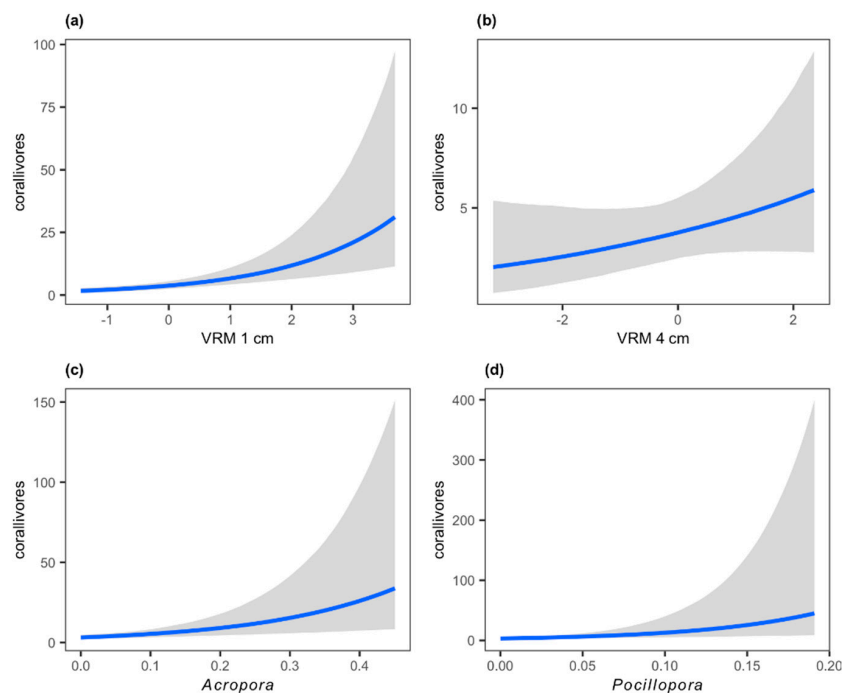 (a)
100
75
50
25
0
corallivores
-1 0 1 2 3
VRM 1 cm
(b)
10
5
corallivores
-2 0 2
VRM 4 cm
(c)
150
100
50
0
corallivores
0.0 0.1 0.2 0.3 0.4
Acropora
(d)
400
300
200
100
0
corallivores
0.00 0.05 0.10 0.15 0.20
Pocillopora